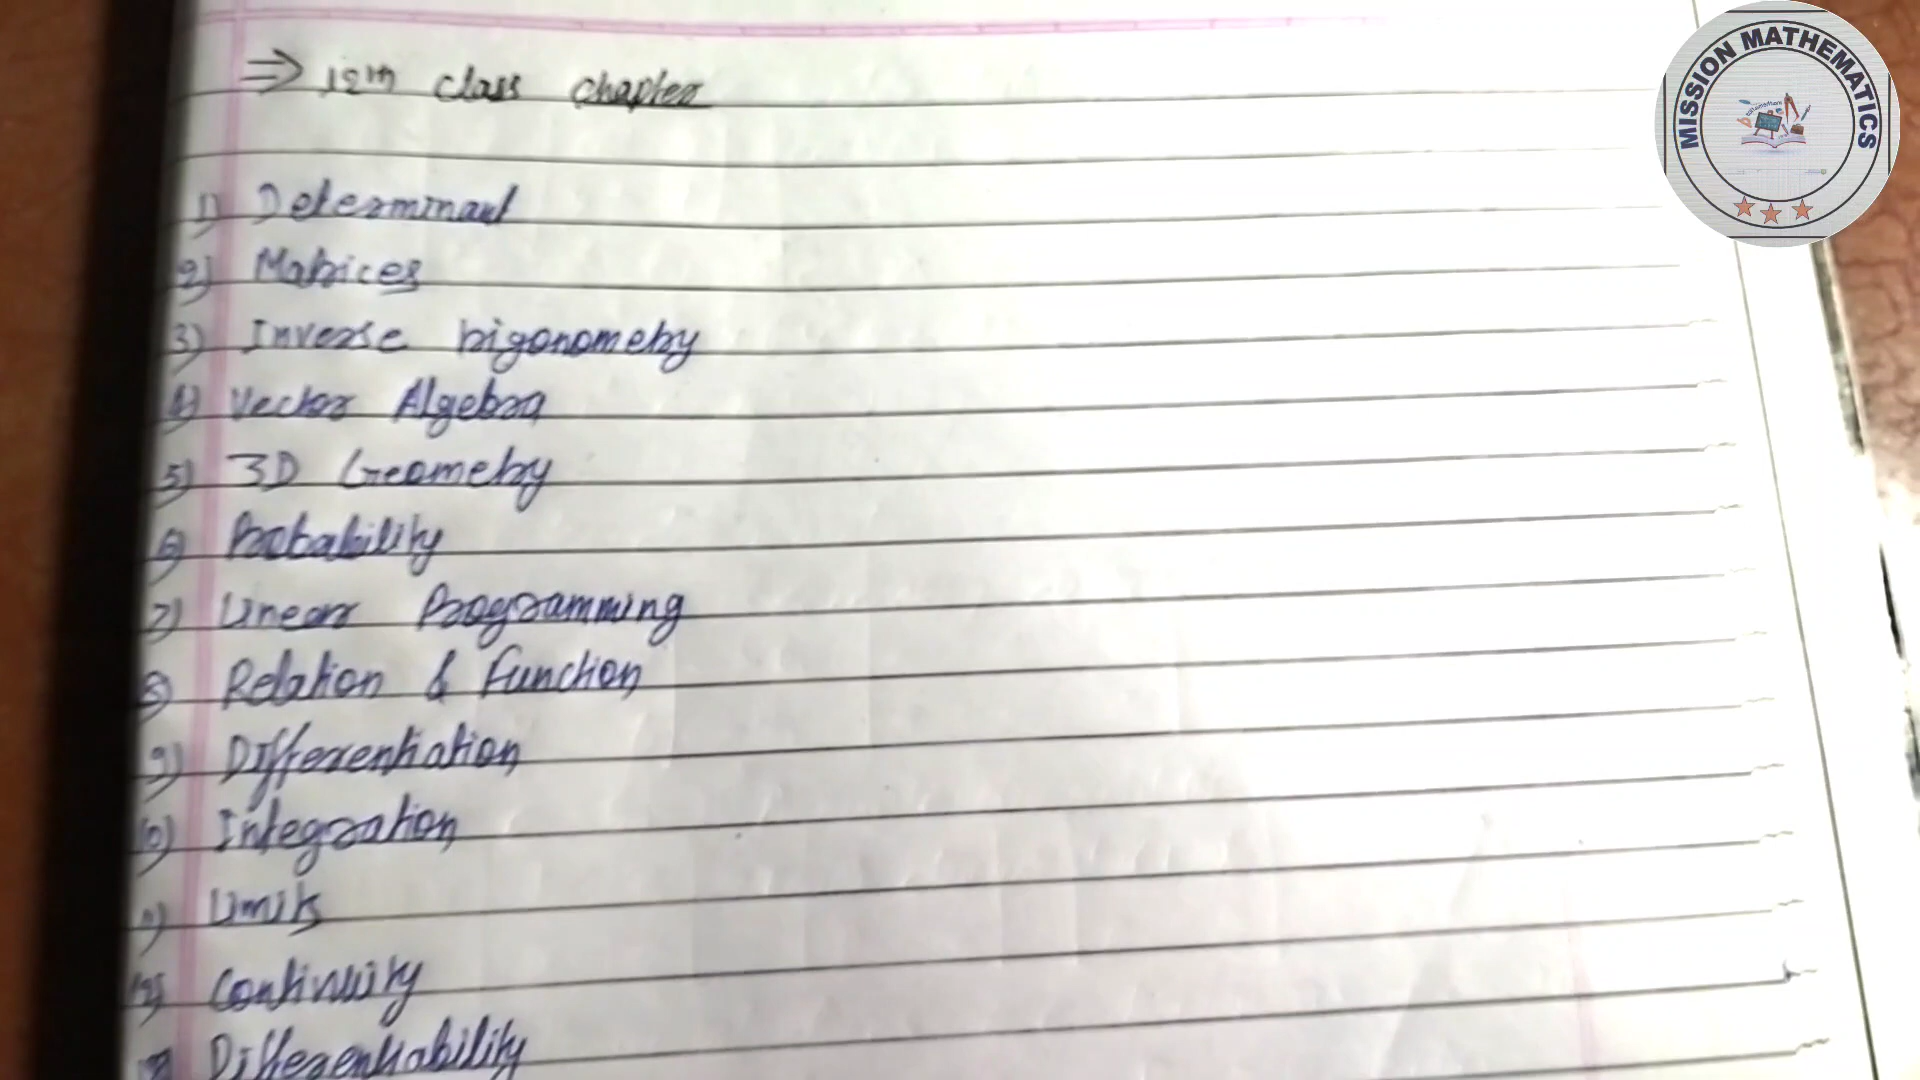 ⇒ 12th class chapter
1) Determinant
2) Matrices
3) Inverse trigonometry
4) Vector Algebra
5) 3D Geometry
6) Probability
7) Linear Programming
8) Relation & Function
9) Differentiation
10) Integration
11) Limits
12) Continuity
13) Differentiability
MISSION MATHEMATICS